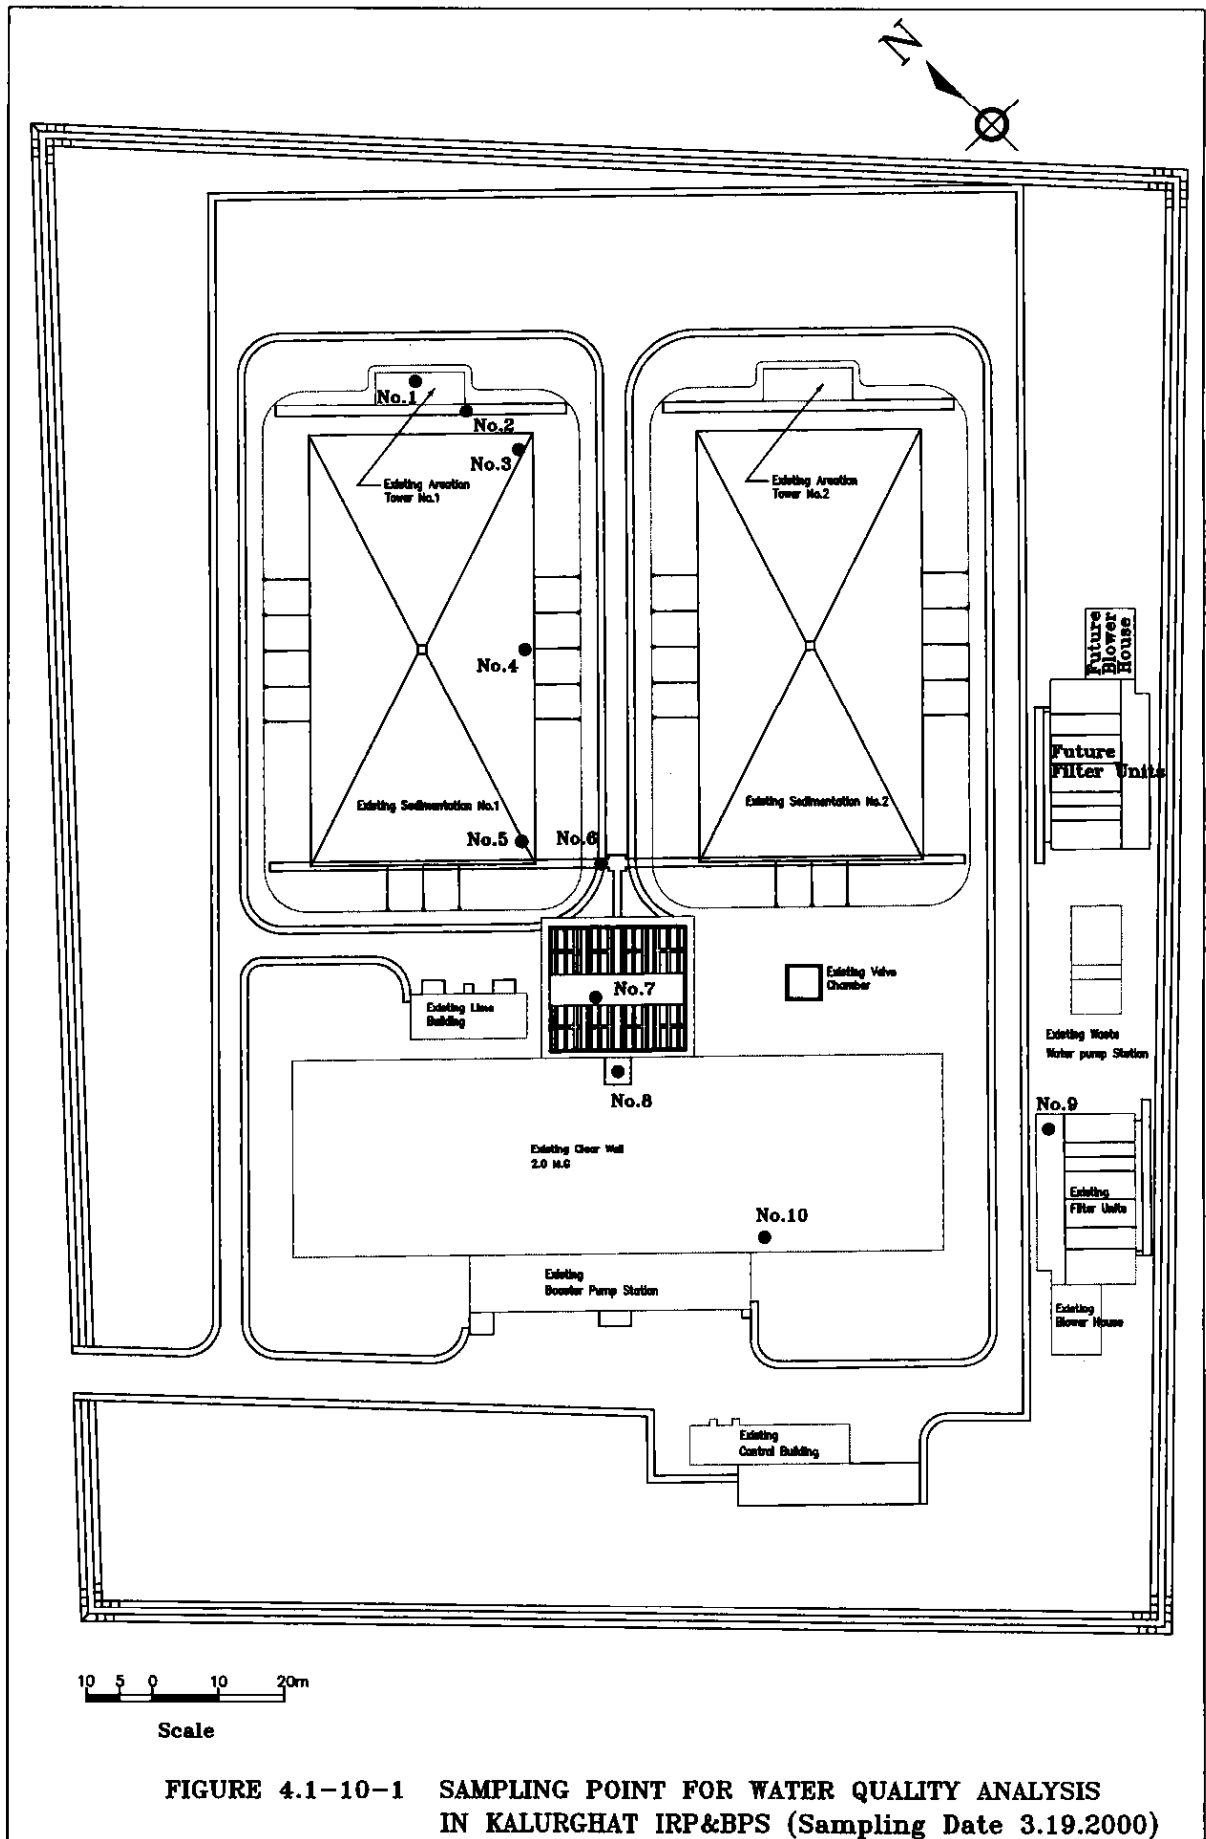 N
No.1
No.2
No.3
Existing Areation
Tower No.1
Existing Areation
Tower No.2
No.4
Future
Blower
House
Future
Filter Units
Existing Sedimentation No.1
Existing Sedimentation No.2
No.5
No.6
No.7
Existing Valve
Chamber
Existing Lime
Building
Existing Waste
Water pump Station
No.8
No.9
Existing Clear Well
2.0 M.G
Existing
Filter Units
No.10
Existing
Booster Pump Station
Existing
Blower House
Existing
Control Building
10 5 0 10 20m
Scale
FIGURE 4.1-10-1 SAMPLING POINT FOR WATER QUALITY ANALYSIS
IN KALURGHAT IRP&BPS (Sampling Date 3.19.2000)